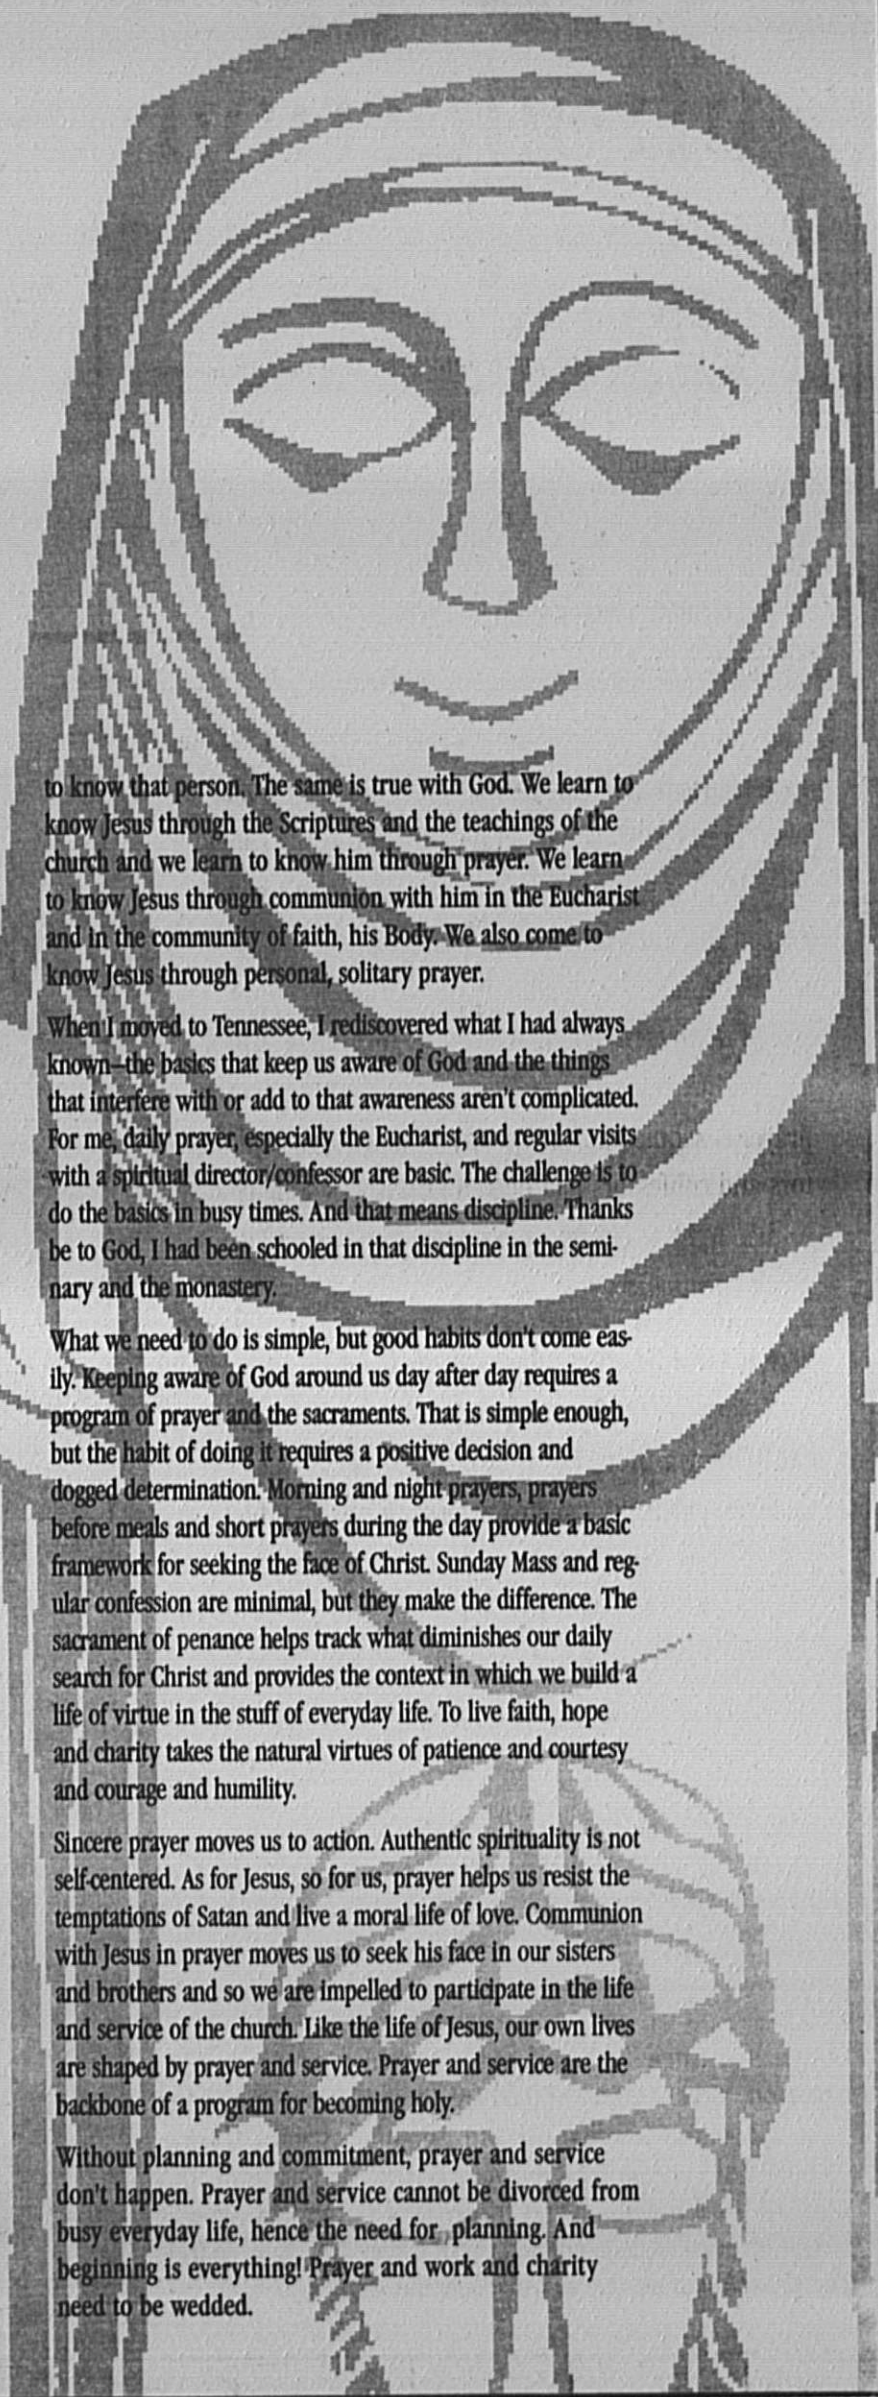 to know that person. The same is true with God. We learn to
know Jesus through the Scriptures and the teachings of the
church and we learn to know him through prayer. We learn
to know Jesus through communion with him in the Eucharist
and in the community of faith, his Body. We also come to
know Jesus through personal, solitary prayer.
When I moved to Tennessee, I rediscovered what I had always
known–the basics that keep us aware of God and the things
that interfere with or add to that awareness aren't complicated.
For me, daily prayer, especially the Eucharist, and regular visits
with a spiritual director/confessor are basic. The challenge is to
do the basics in busy times. And that means discipline. Thanks
be to God, I had been schooled in that discipline in the semi-
nary and the monastery.
What we need to do is simple, but good habits don't come eas-
ily. Keeping aware of God around us day after day requires a
program of prayer and the sacraments. That is simple enough,
but the habit of doing it requires a positive decision and
dogged determination. Morning and night prayers, prayers
before meals and short prayers during the day provide a basic
framework for seeking the face of Christ. Sunday Mass and reg-
ular confession are minimal, but they make the difference. The
sacrament of penance helps track what diminishes our daily
search for Christ and provides the context in which we build a
life of virtue in the stuff of everyday life. To live faith, hope
and charity takes the natural virtues of patience and courtesy
and courage and humility.
Sincere prayer moves us to action. Authentic spirituality is not
self-centered. As for Jesus, so for us, prayer helps us resist the
temptations of Satan and live a moral life of love. Communion
with Jesus in prayer moves us to seek his face in our sisters
and brothers and so we are impelled to participate in the life
and service of the church. Like the life of Jesus, our own lives
are shaped by prayer and service. Prayer and service are the
backbone of a program for becoming holy.
Without planning and commitment, prayer and service
don't happen. Prayer and service cannot be divorced from
busy everyday life, hence the need for planning. And
beginning is everything! Prayer and work and charity
need to be wedded.